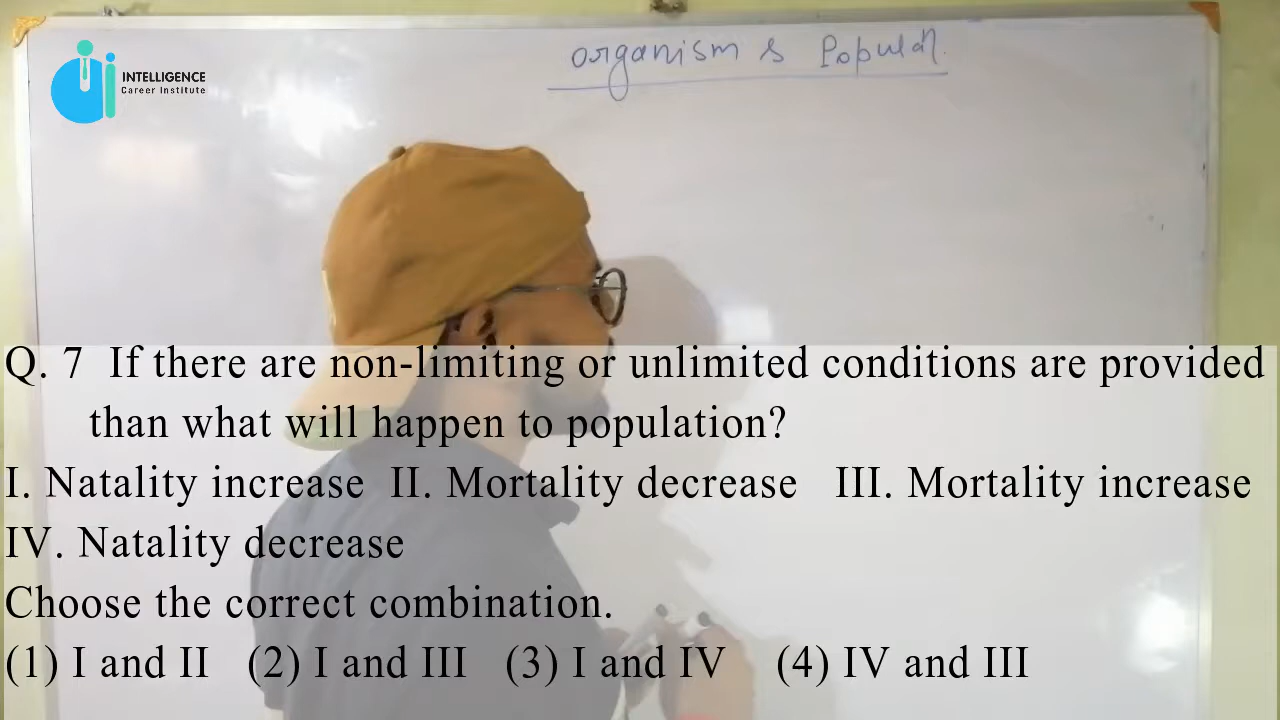 organism & Populn.
INTELLIGENCE
Career Institute
Q. 7 If there are non-limiting or unlimited conditions are provided
than what will happen to population?
I. Natality increase II. Mortality decrease III. Mortality increase
IV. Natality decrease
Choose the correct combination.
(1) I and II (2) I and III (3) I and IV (4) IV and III